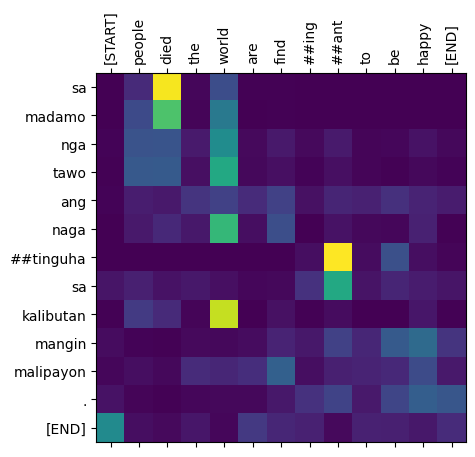 [START] people died the world are find ##ing ##ant to be happy [END]
sa
madamo
nga
tawo
ang
naga
##tinguha
sa
kalibutan
mangin
malipayon
.
[END]